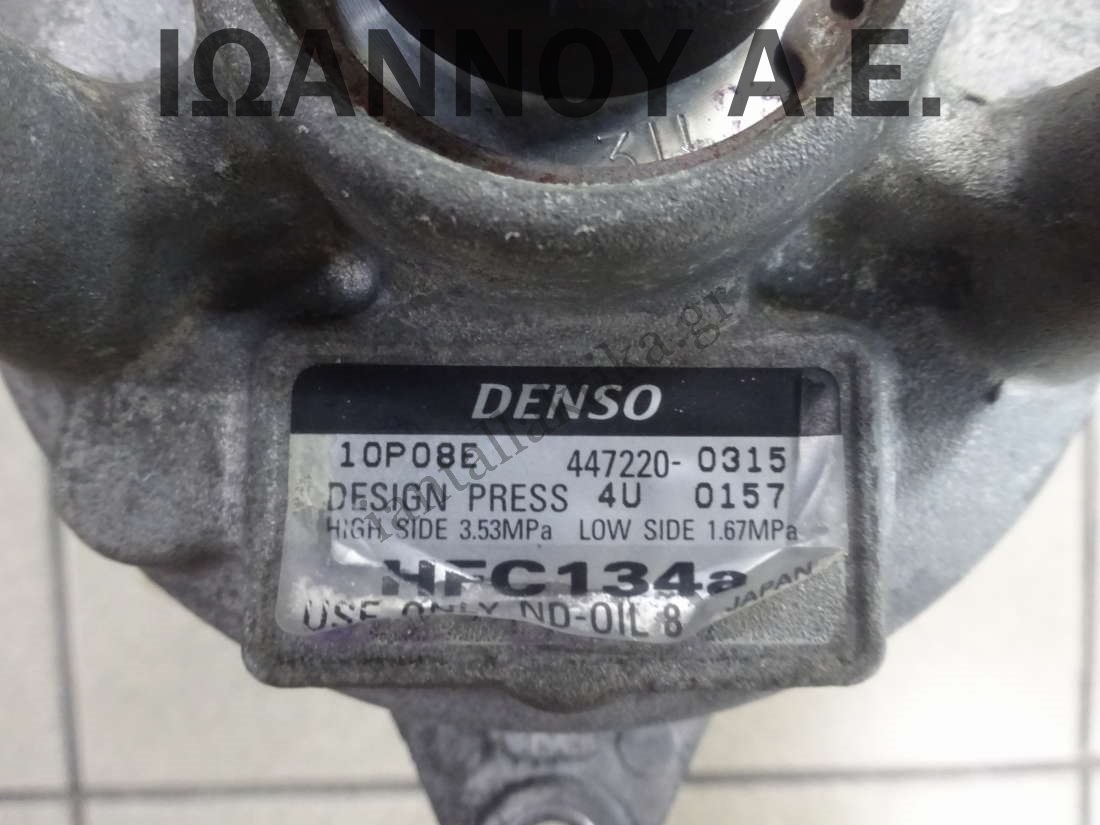 ΙΩΑΝΝΟΥ Α.Ε.
314
DENSO
10P08E 447220-0315
DESIGN PRESS 4U 0157
HIGH SIDE 3.53MPa LOW SIDE 1.67MPa
HFC134a
USE ONLY ND-OIL 8 JAPAN